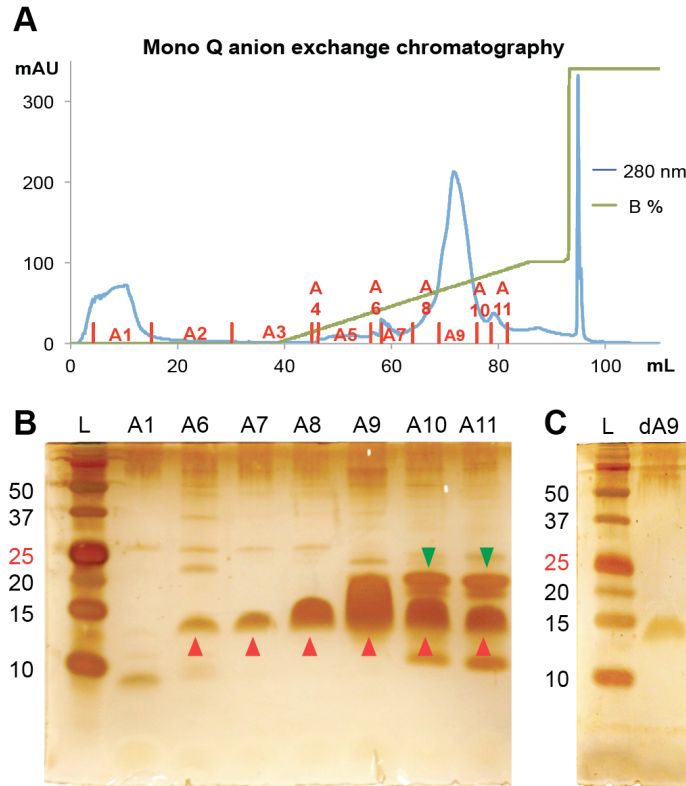 A
Mono Q anion exchange chromatography
mAU
300
200
100
0
280 nm
B %
A1
A2
A3
A
4
A5
A
6
A7
A
8
A9
A
10
A
11
0
20
40
60
80
100
mL
B
L A1 A6 A7 A8 A9 A10 A11
50
37
25
20
15
10
C
L dA9
50
37
25
20
15
10